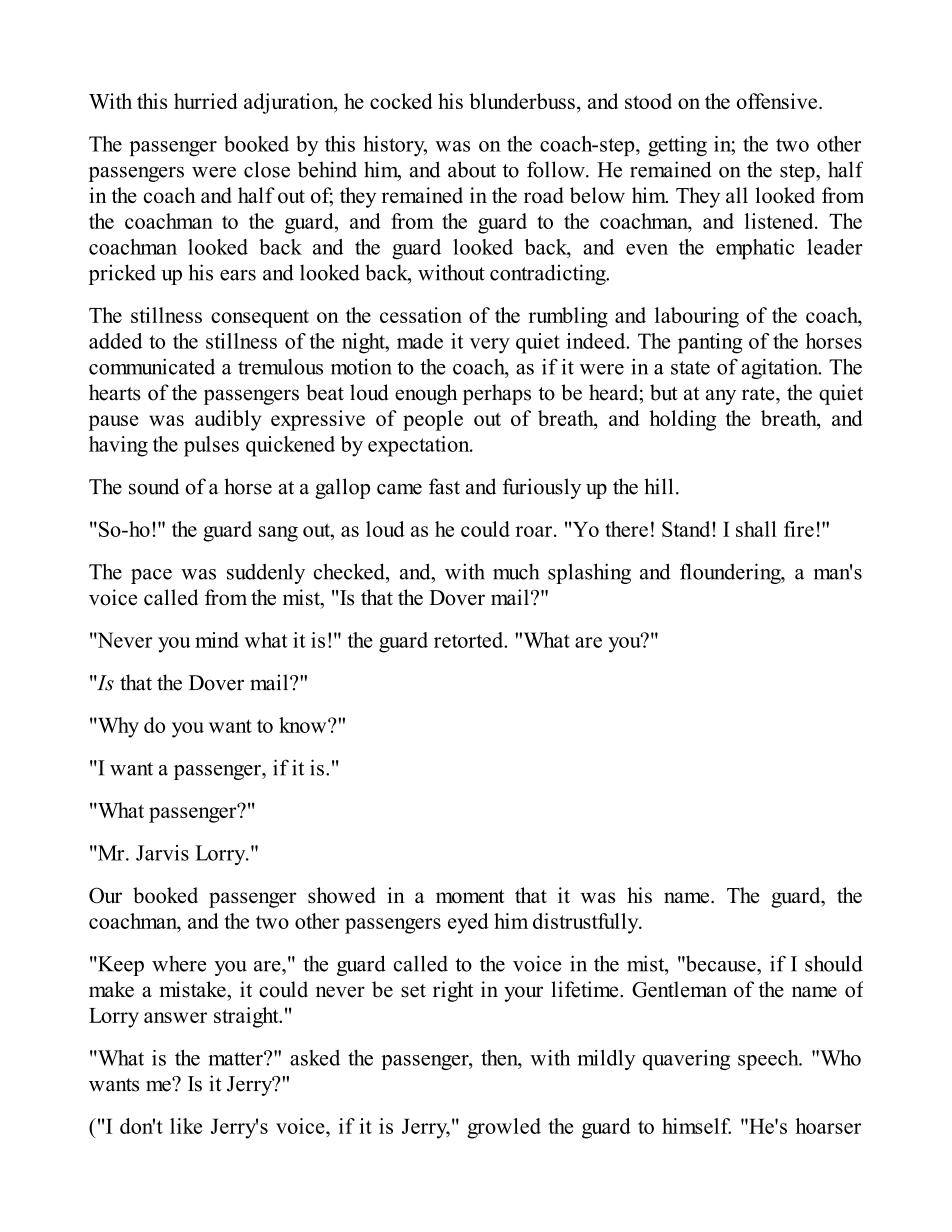 With this hurried adjuration, he cocked his blunderbuss, and stood on the offensive.
The passenger booked by this history, was on the coach-step, getting in; the two other
passengers were close behind him, and about to follow. He remained on the step, half
in the coach and half out of; they remained in the road below him. They all looked from
the coachman to the guard, and from the guard to the coachman, and listened. The
coachman looked back and the guard looked back, and even the emphatic leader
pricked up his ears and looked back, without contradicting.
The stillness consequent on the cessation of the rumbling and labouring of the coach,
added to the stillness of the night, made it very quiet indeed. The panting of the horses
communicated a tremulous motion to the coach, as if it were in a state of agitation. The
hearts of the passengers beat loud enough perhaps to be heard; but at any rate, the quiet
pause was audibly expressive of people out of breath, and holding the breath, and
having the pulses quickened by expectation.
The sound of a horse at a gallop came fast and furiously up the hill.
"So-ho!" the guard sang out, as loud as he could roar. "Yo there! Stand! I shall fire!"
The pace was suddenly checked, and, with much splashing and floundering, a man's
voice called from the mist, "Is that the Dover mail?"
"Never you mind what it is!" the guard retorted. "What are you?"
"Is that the Dover mail?"
"Why do you want to know?"
"I want a passenger, if it is."
"What passenger?"
"Mr. Jarvis Lorry."
Our booked passenger showed in a moment that it was his name. The guard, the
coachman, and the two other passengers eyed him distrustfully.
"Keep where you are," the guard called to the voice in the mist, "because, if I should
make a mistake, it could never be set right in your lifetime. Gentleman of the name of
Lorry answer straight."
"What is the matter?" asked the passenger, then, with mildly quavering speech. "Who
wants me? Is it Jerry?"
("I don't like Jerry's voice, if it is Jerry," growled the guard to himself. "He's hoarser